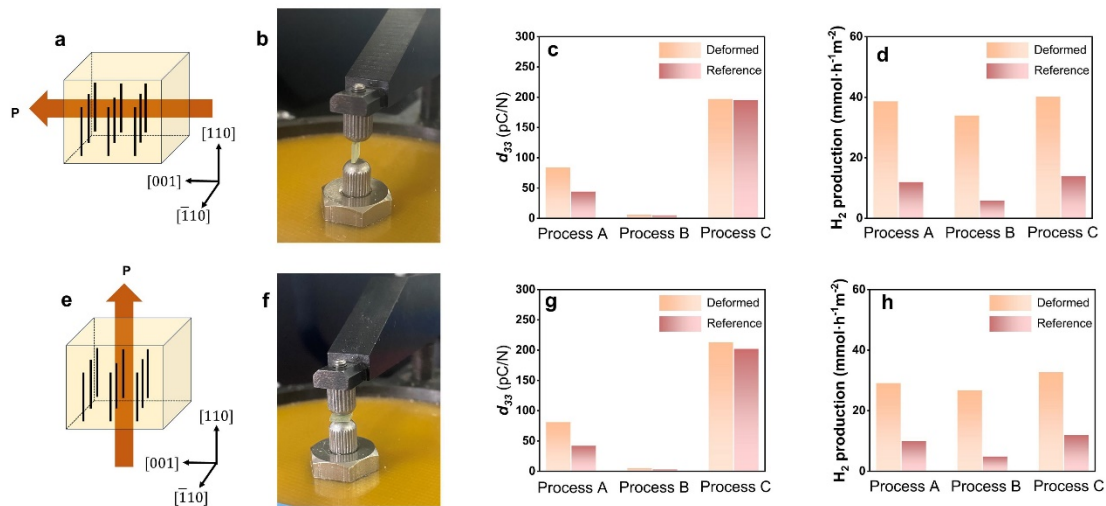 a
P
[110]
[001]
[1̅10]
b
c
300
250
200
150
100
50
0
d₃₃ (pC/N)
Deformed
Reference
Process A Process B Process C
d
60
40
20
0
H₂ production (mmol·h⁻¹m⁻²)
Deformed
Reference
Process A Process B Process C
e
P
[110]
[001]
[1̅10]
f
g
300
250
200
150
100
50
0
d₃₃ (pC/N)
Deformed
Reference
Process A Process B Process C
h
60
40
20
0
H₂ production (mmol·h⁻¹m⁻²)
Deformed
Reference
Process A Process B Process C